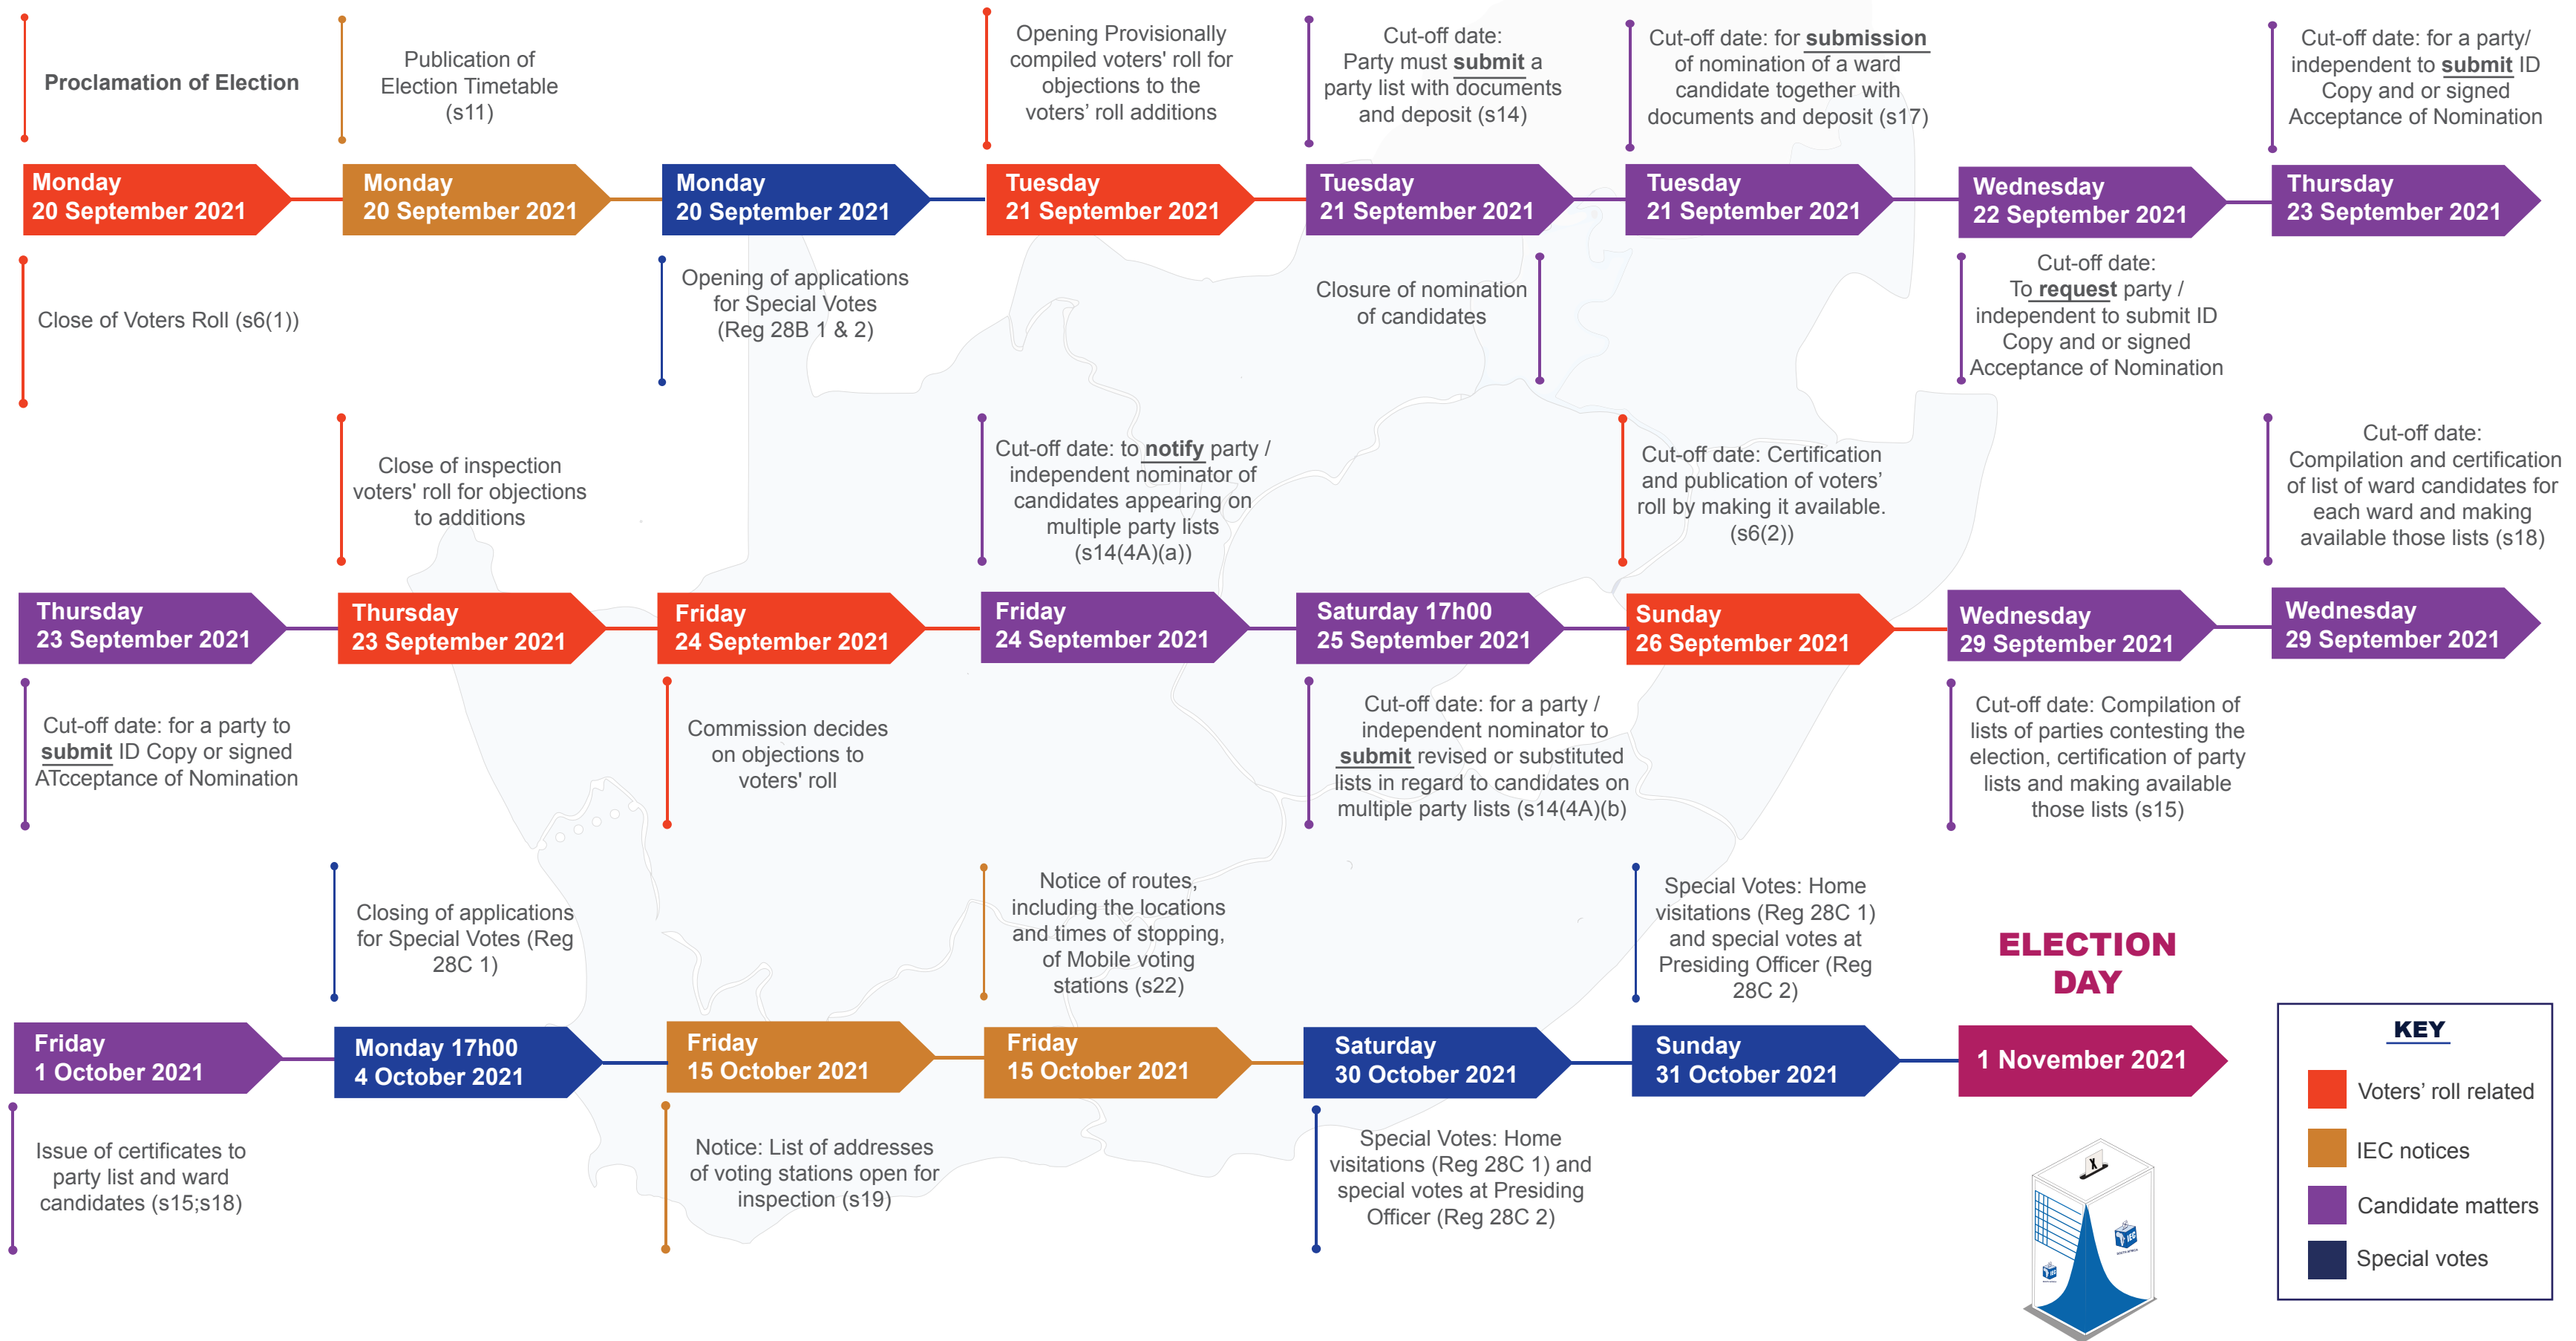 Proclamation of Election
Publication of
Election Timetable
(s11)
Opening Provisionally
compiled voters' roll for
objections to the
voters’ roll additions
Cut-off date:
Party must submit a
party list with documents
and deposit (s14)
Cut-off date: for submission
of nomination of a ward
candidate together with
documents and deposit (s17)
Cut-off date: for a party/
independent to submit ID
Copy and or signed
Acceptance of Nomination
Monday
20 September 2021
Monday
20 September 2021
Monday
20 September 2021
Tuesday
21 September 2021
Tuesday
21 September 2021
Tuesday
21 September 2021
Wednesday
22 September 2021
Thursday
23 September 2021
Close of Voters Roll (s6(1))
Opening of applications
for Special Votes
(Reg 28B 1 & 2)
Closure of nomination
of candidates
Cut-off date:
To request party /
independent to submit ID
Copy and or signed
Acceptance of Nomination
Close of inspection
voters' roll for objections
to additions
Cut-off date: to notify party /
independent nominator of
candidates appearing on
multiple party lists
(s14(4A)(a))
Cut-off date: Certification
and publication of voters’
roll by making it available.
(s6(2))
Cut-off date:
Compilation and certification
of list of ward candidates for
each ward and making
available those lists (s18)
Thursday
23 September 2021
Thursday
23 September 2021
Friday
24 September 2021
Friday
24 September 2021
Saturday 17h00
25 September 2021
Sunday
26 September 2021
Wednesday
29 September 2021
Wednesday
29 September 2021
Cut-off date: for a party to
submit ID Copy or signed
ATcceptance of Nomination
Commission decides
on objections to
voters' roll
Cut-off date: for a party /
independent nominator to
submit revised or substituted
lists in regard to candidates on
multiple party lists (s14(4A)(b)
Cut-off date: Compilation of
lists of parties contesting the
election, certification of party
lists and making available
those lists (s15)
Closing of applications
for Special Votes (Reg
28C 1)
Notice of routes,
including the locations
and times of stopping,
of Mobile voting
stations (s22)
Special Votes: Home
visitations (Reg 28C 1)
and special votes at
Presiding Officer (Reg
28C 2)
ELECTION
DAY
Friday
1 October 2021
Monday 17h00
4 October 2021
Friday
15 October 2021
Friday
15 October 2021
Saturday
30 October 2021
Sunday
31 October 2021
1 November 2021
Issue of certificates to
party list and ward
candidates (s15;s18)
Notice: List of addresses
of voting stations open for
inspection (s19)
Special Votes: Home
visitations (Reg 28C 1) and
special votes at Presiding
Officer (Reg 28C 2)
KEY
Voters’ roll related
IEC notices
Candidate matters
Special votes
X
IEC